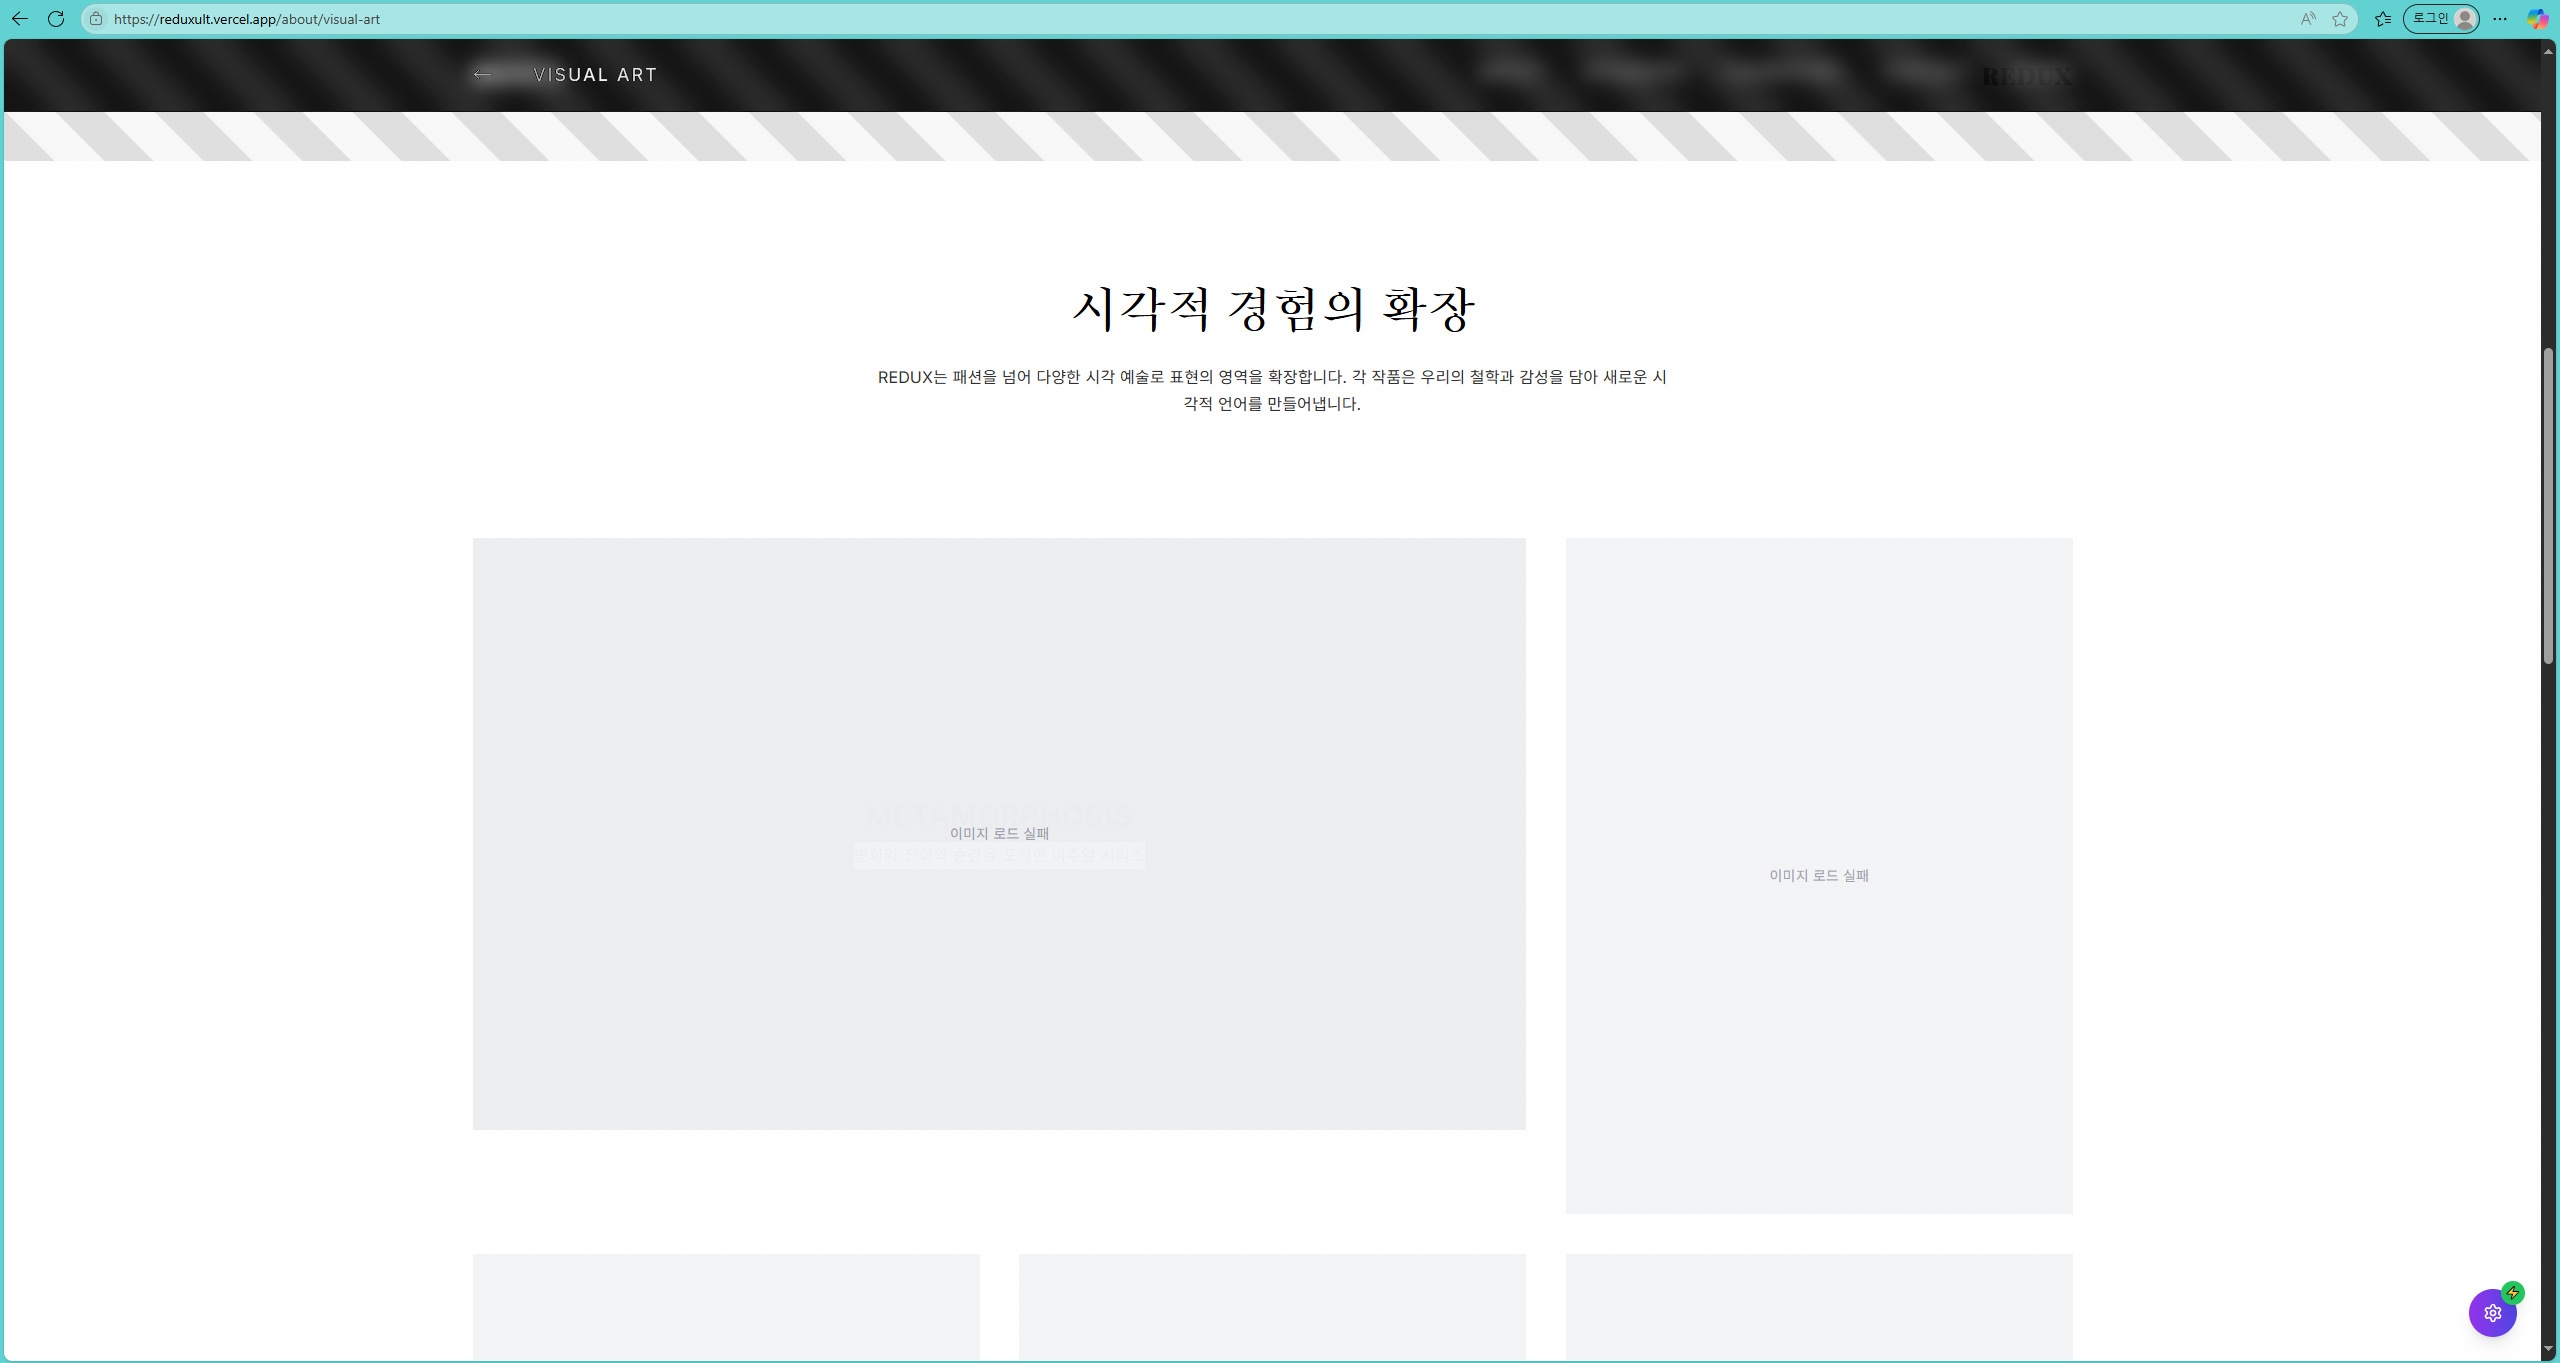 https://reduxult.vercel.app/about/visual-art
로그인
VISUAL ART
REDUX
시각적 경험의 확장
REDUX는 패션을 넘어 다양한 시각 예술로 표현의 영역을 확장합니다. 각 작품은 우리의 철학과 감성을 담아 새로운 시
각적 언어를 만들어냅니다.
METAMORPHOSIS
이미지 로드 실패
이미지 로드 실패